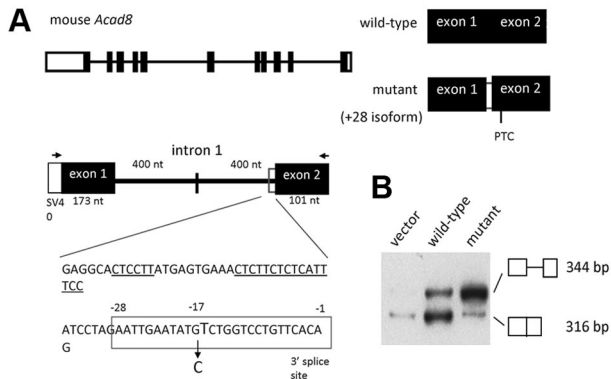 A
mouse Acad8
wild-type
exon 1 exon 2
mutant
(+28 isoform)
exon 1 exon 2
PTC
intron 1
400 nt 400 nt
exon 1 exon 2
SV4
0
173 nt 101 nt
GAGGCACTCCTTATGAGTGAAACTCTTCTCTCATT
TCC
-28 -17 -1
ATCCTAGAATTGAATATGTCTGGTCCTGTTCACA
G
C
3' splice
site
B
vector
wild-type
mutant
344 bp
316 bp